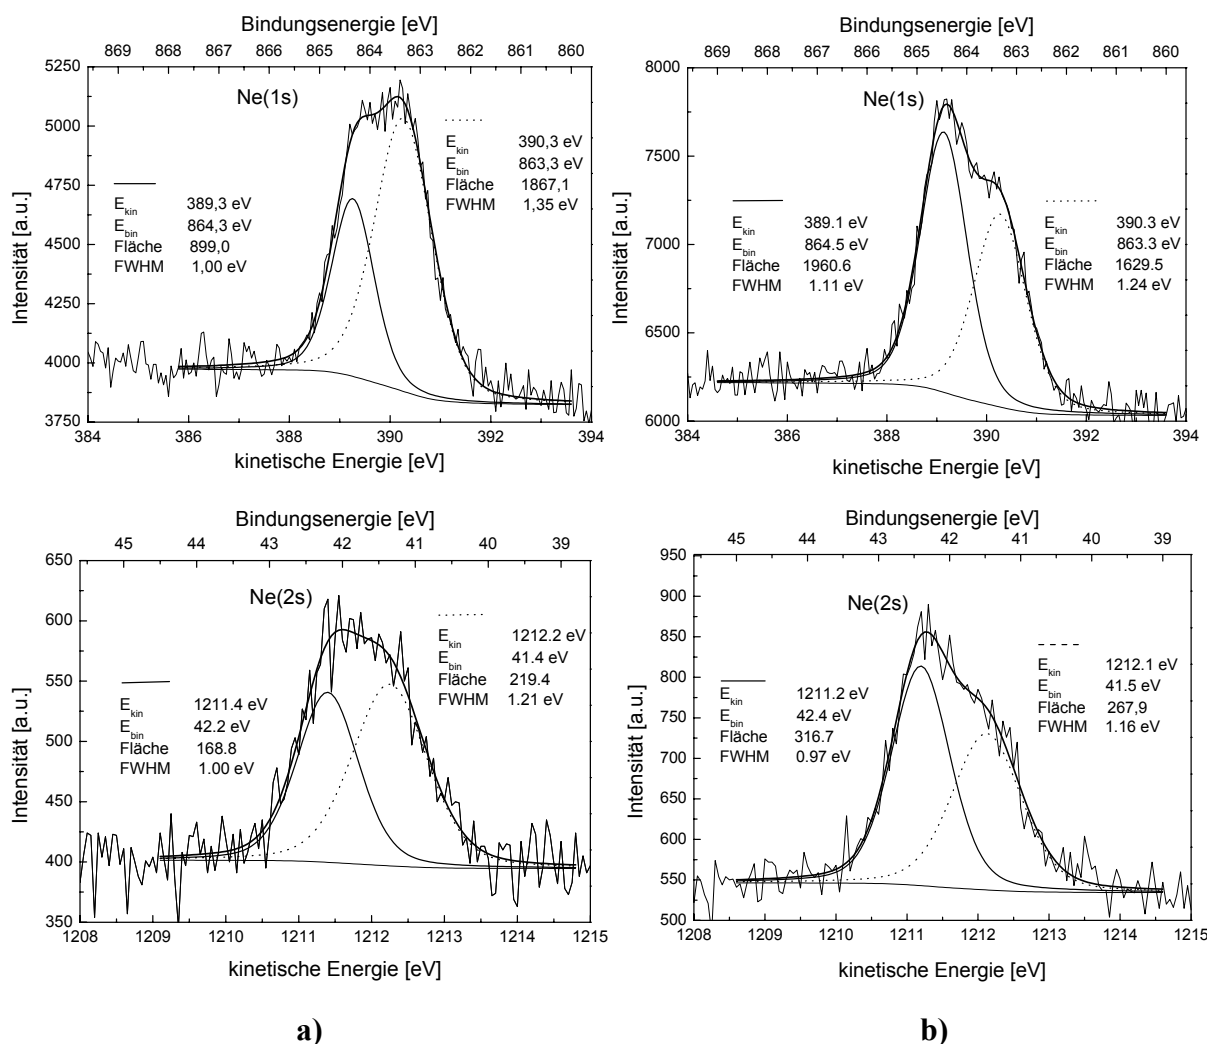 Bindungsenergie [eV]
869 868 867 866 865 864 863 862 861 860
5250
5000
4750
4500
4250
4000
3750
Intensität [a.u.]
Ne(1s)
E_kin 390,3 eV
E_bin 863,3 eV
Fläche 1867,1
FWHM 1,35 eV
E_kin 389,3 eV
E_bin 864,3 eV
Fläche 899,0
FWHM 1,00 eV
384 386 388 390 392 394
kinetische Energie [eV]
Bindungsenergie [eV]
869 868 867 866 865 864 863 862 861 860
8000
7500
7000
6500
6000
Intensität [a.u.]
Ne(1s)
E_kin 389.1 eV
E_bin 864.5 eV
Fläche 1960.6
FWHM 1.11 eV
E_kin 390.3 eV
E_bin 863.3 eV
Fläche 1629.5
FWHM 1.24 eV
384 386 388 390 392 394
kinetische Energie [eV]
Bindungsenergie [eV]
45 44 43 42 41 40 39
650
600
550
500
450
400
350
Intensität [a.u.]
Ne(2s)
E_kin 1212.2 eV
E_bin 41.4 eV
Fläche 219.4
FWHM 1.21 eV
E_kin 1211.4 eV
E_bin 42.2 eV
Fläche 168.8
FWHM 1.00 eV
1208 1209 1210 1211 1212 1213 1214 1215
kinetische Energie [eV]
Bindungsenergie [eV]
45 44 43 42 41 40 39
950
900
850
800
750
700
650
600
550
500
Intensität [a.u.]
Ne(2s)
E_kin 1212.1 eV
E_bin 41.5 eV
Fläche 267,9
FWHM 1.16 eV
E_kin 1211.2 eV
E_bin 42.4 eV
Fläche 316.7
FWHM 0.97 eV
1208 1209 1210 1211 1212 1213 1214 1215
kinetische Energie [eV]
a)
b)